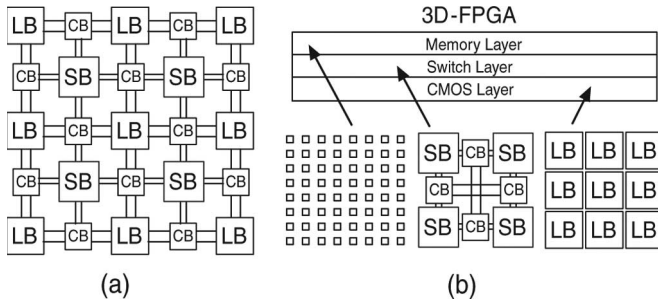 LB CB LB CB LB
CB SB CB SB CB
LB CB LB CB LB
CB SB CB SB CB
LB CB LB CB LB
(a)
3D-FPGA
Memory Layer
Switch Layer
CMOS Layer
SB CB SB
CB CB
SB CB SB
LB LB LB
LB LB LB
LB LB LB
(b)